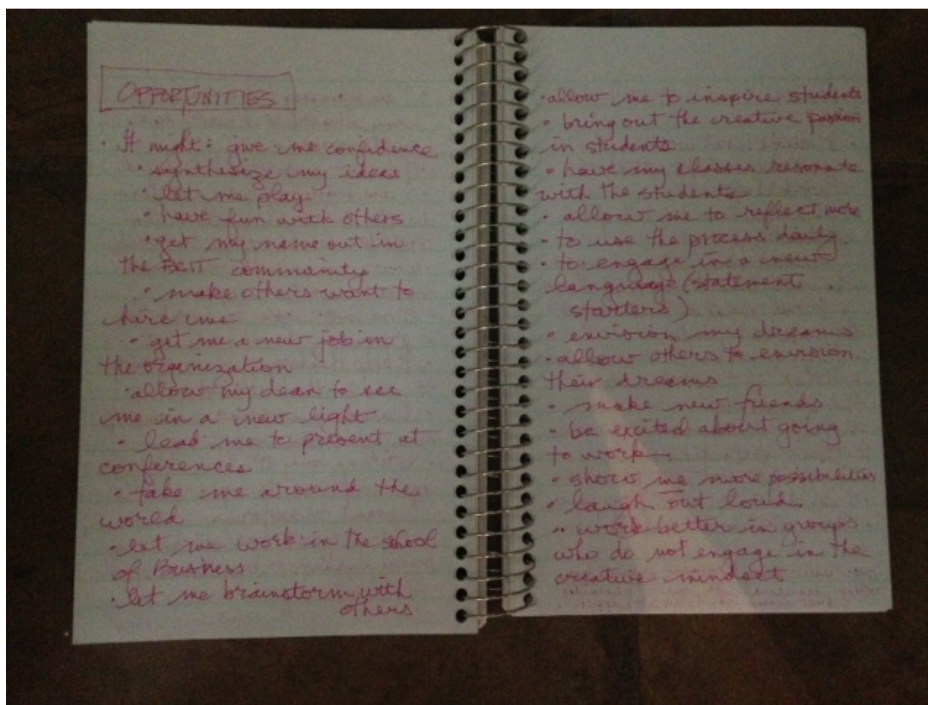 OPPORTUNITIES
• It might: give me confidence
• synthesize my ideas
• let me play
• have fun with others
• get my name out in
the community
• make others want to
hire me
• get me a new job in
the organization
• allow my dean to see
me in a new light
• lead me to present at
conferences
• take me around the
world
• let me work in the school
of Business
• let me brainstorm with
others
• allow me to inspire students
• bring out the creative passion
in students
• have my classes resonate
with the students
• allow me to reflect more
• to use the process daily
• to engage in a new
language (statement
starters)
• envision my dreams
• allow others to envision
their dreams
• make new friends
• be excited about going
to work
• show me more possibilities
• laugh out loud
• work better in groups
who do not engage in the
creative mindset